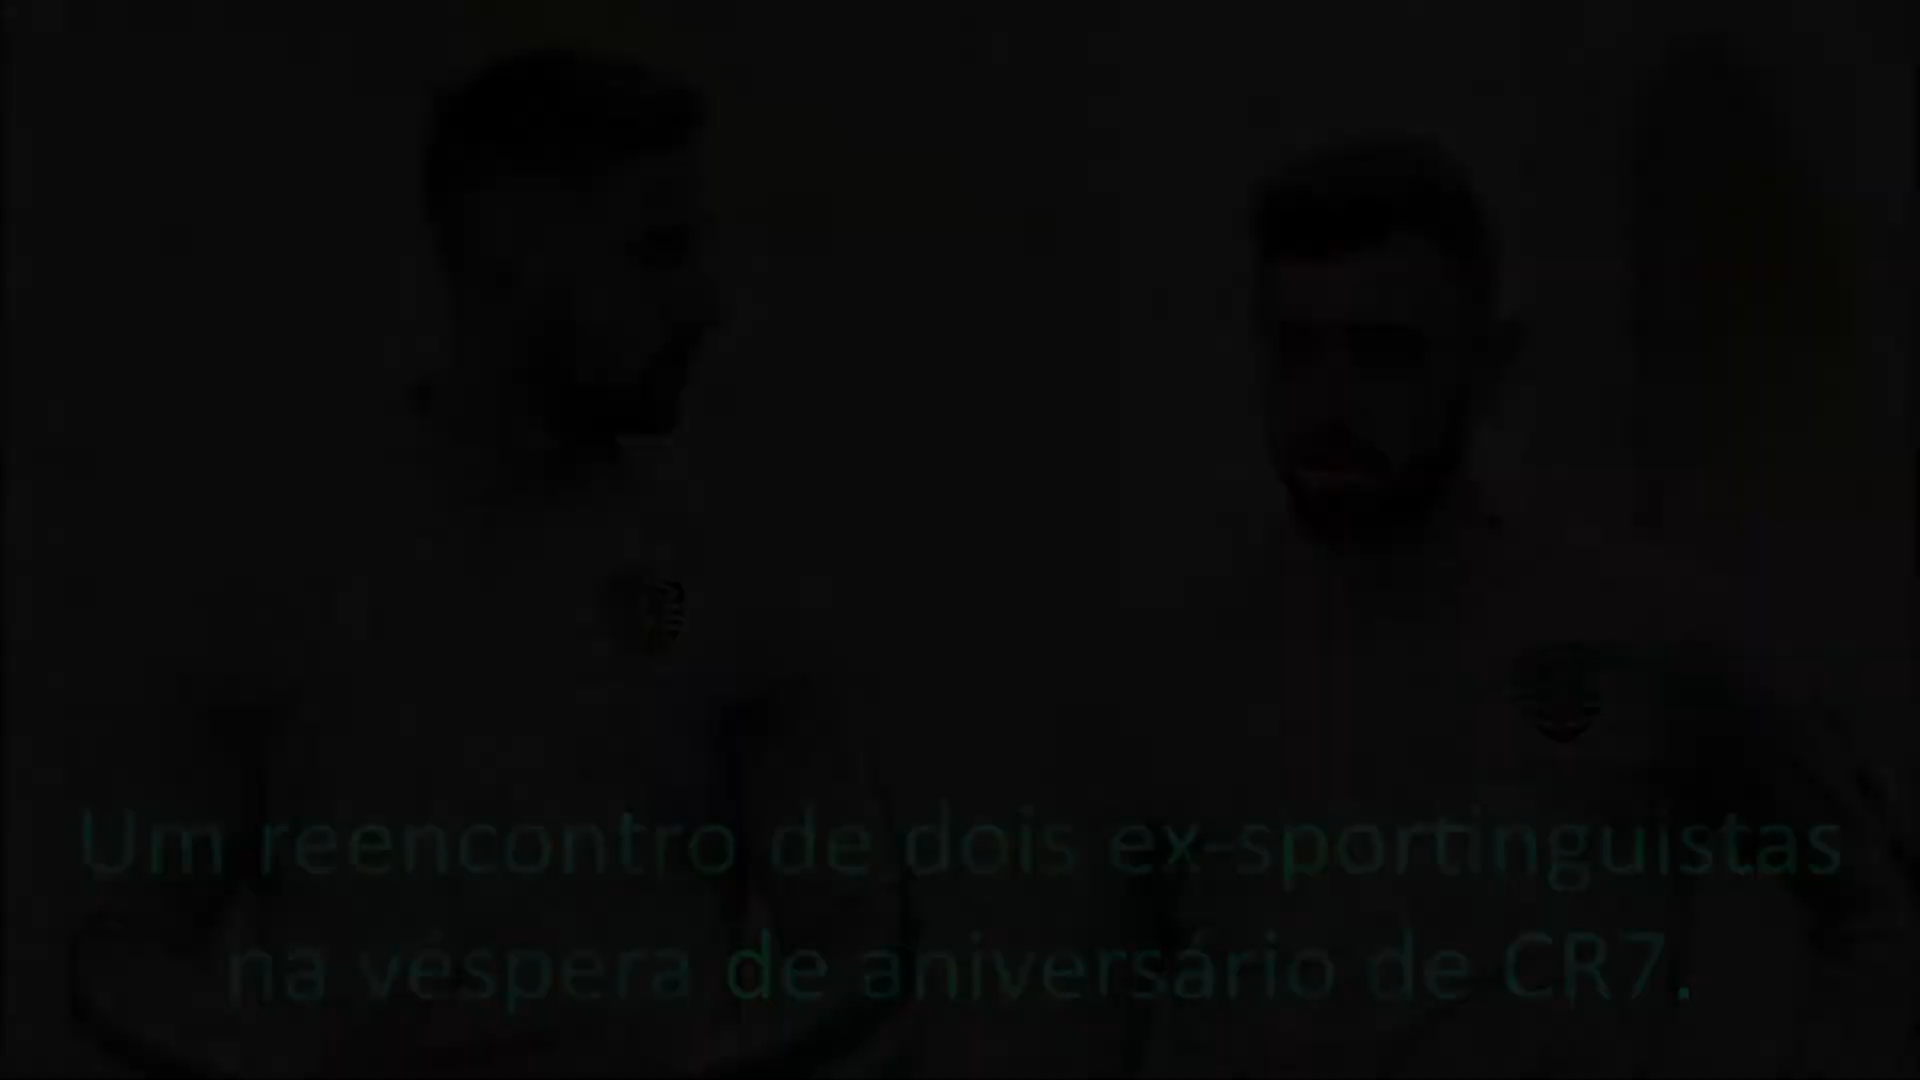 Um reencontro de dois ex-sportinguistas
na véspera de aniversário de CR7.